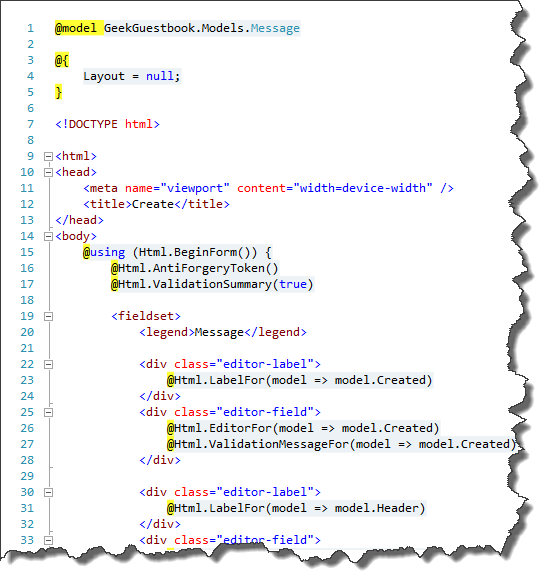 1 @model GeekGuestbook.Models.Message
2
3 @{
4     Layout = null;
5 }
6
7 <!DOCTYPE html>
8
9 <html>
10 <head>
11     <meta name="viewport" content="width=device-width" />
12     <title>Create</title>
13 </head>
14 <body>
15     @using (Html.BeginForm()) {
16         @Html.AntiForgeryToken()
17         @Html.ValidationSummary(true)
18
19         <fieldset>
20             <legend>Message</legend>
21
22             <div class="editor-label">
23                 @Html.LabelFor(model => model.Created)
24             </div>
25             <div class="editor-field">
26                 @Html.EditorFor(model => model.Created)
27                 @Html.ValidationMessageFor(model => model.Created)
28             </div>
29
30             <div class="editor-label">
31                 @Html.LabelFor(model => model.Header)
32             </div>
33             <div class="editor-field">